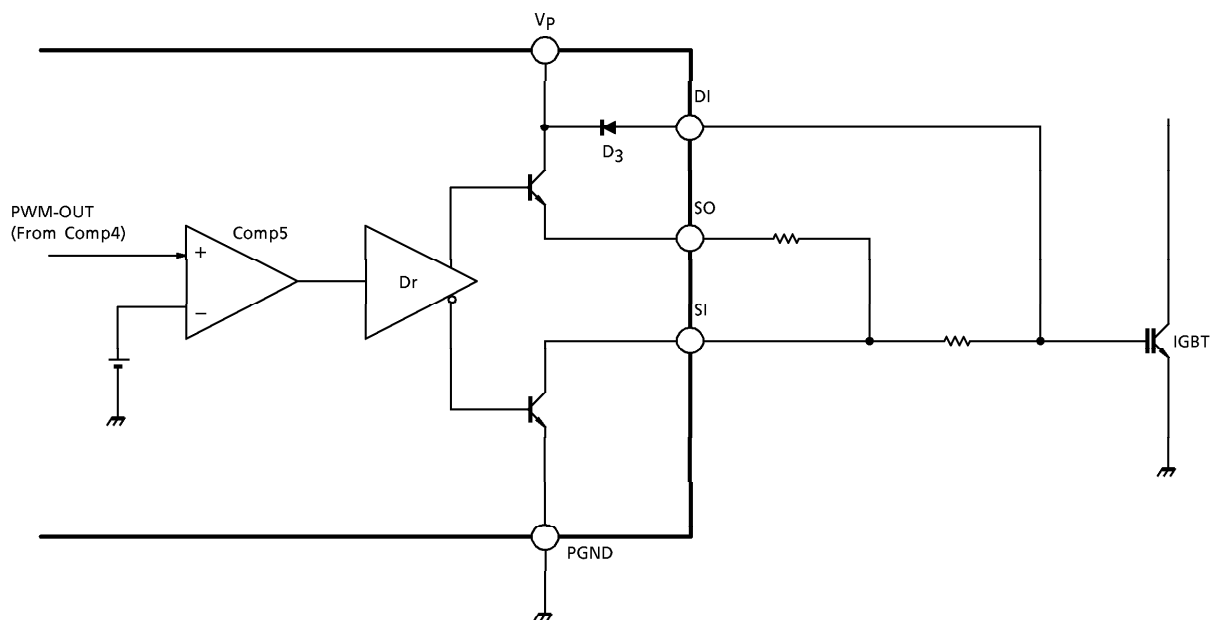 VP
DI
D3
SO
PWM-OUT
(From Comp4)
Comp5
+
Dr
−
SI
IGBT
PGND